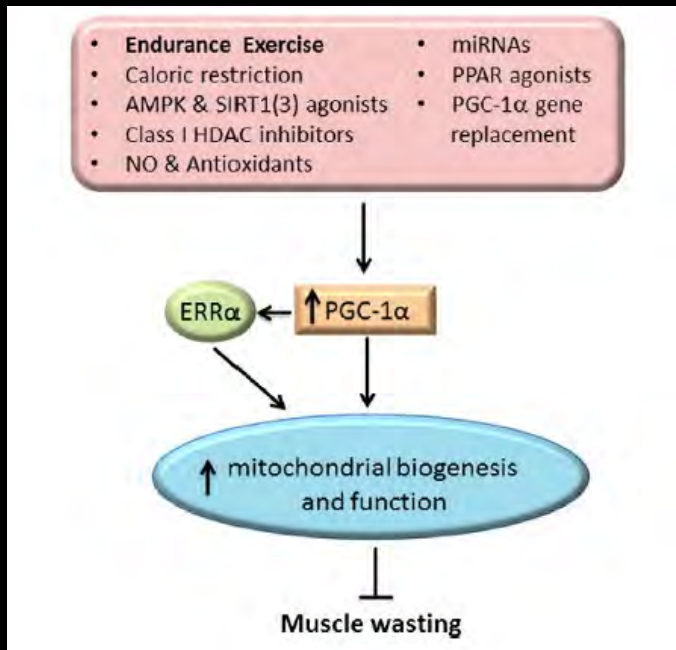 • Endurance Exercise
• Caloric restriction
• AMPK & SIRT1(3) agonists
• Class I HDAC inhibitors
• NO & Antioxidants
• miRNAs
• PPAR agonists
• PGC-1α gene
replacement
ERRα
↑ PGC-1α
↑ mitochondrial biogenesis
and function
Muscle wasting